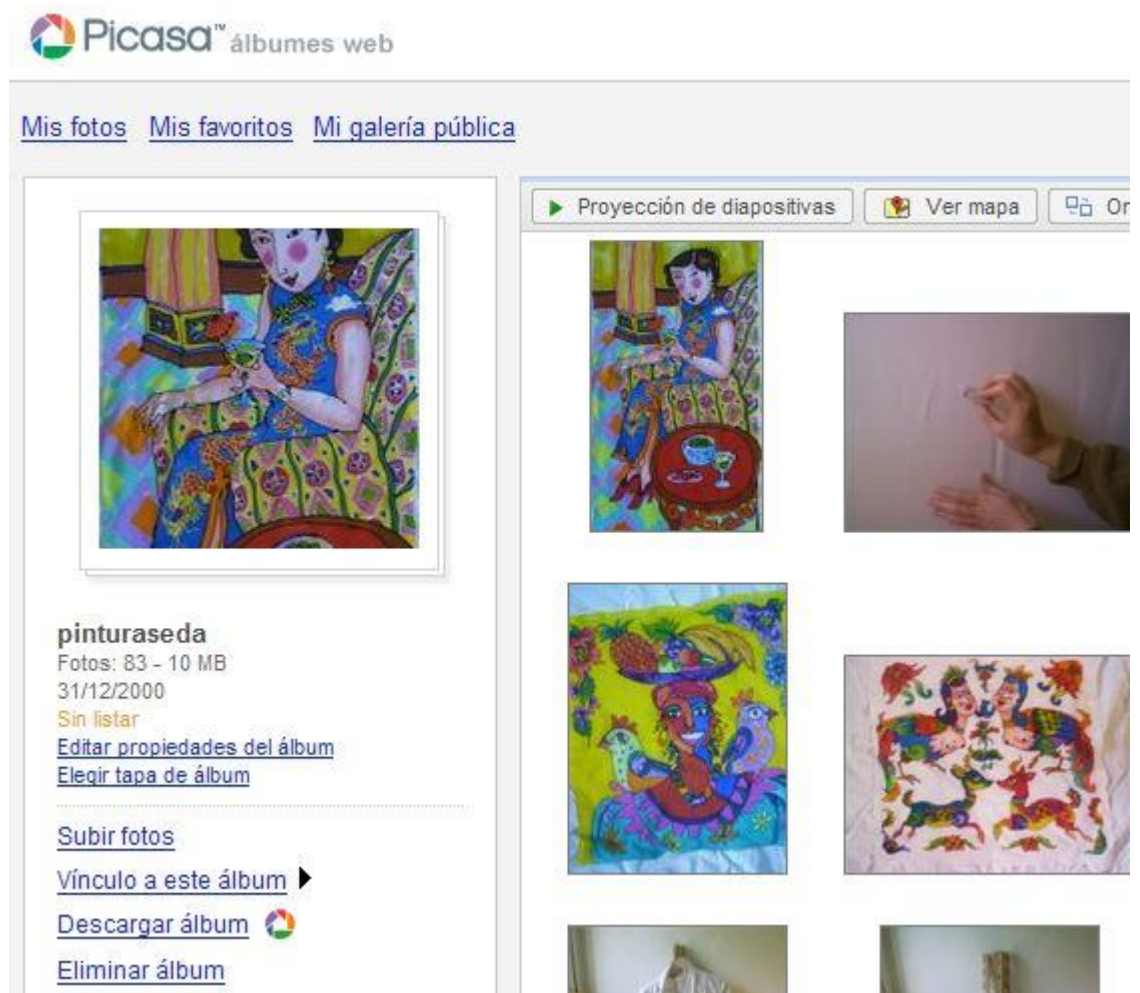 Picasa™ álbumes web
Mis fotos Mis favoritos Mi galería pública
Proyección de diapositivas Ver mapa
pinturaseda
Fotos: 83 - 10 MB
31/12/2000
Sin listar
Editar propiedades del álbum
Elegir tapa de álbum
Subir fotos
Vínculo a este álbum
Descargar álbum
Eliminar álbum